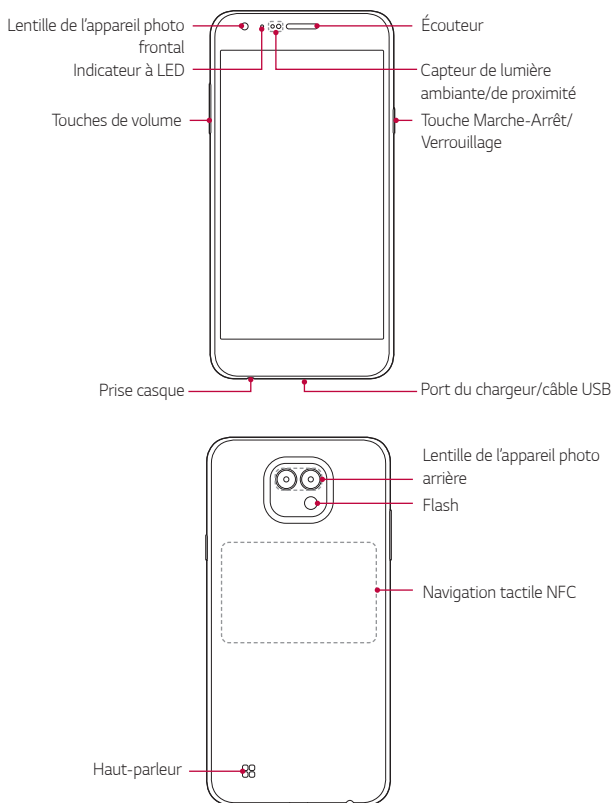 Lentille de l'appareil photo
frontal
Indicateur à LED
Touches de volume
Écouteur
Capteur de lumière
ambiante/de proximité
Touche Marche-Arrêt/
Verrouillage
Prise casque
Port du chargeur/câble USB
Lentille de l'appareil photo
arrière
Flash
Navigation tactile NFC
Haut-parleur